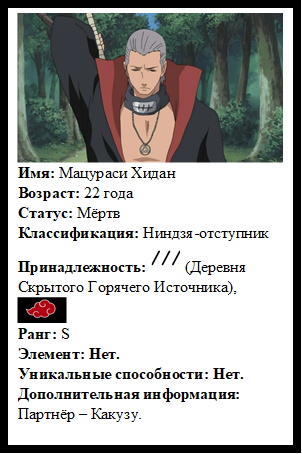 Имя: Мацураси Хидан
Возраст: 22 года
Статус: Мёртв
Классификация: Ниндзя-отступник
Принадлежность: (Деревня
Скрытого Горячего Источника),
Ранг: S
Элемент: Нет.
Уникальные способности: Нет.
Дополнительная информация:
Партнёр – Какузу.